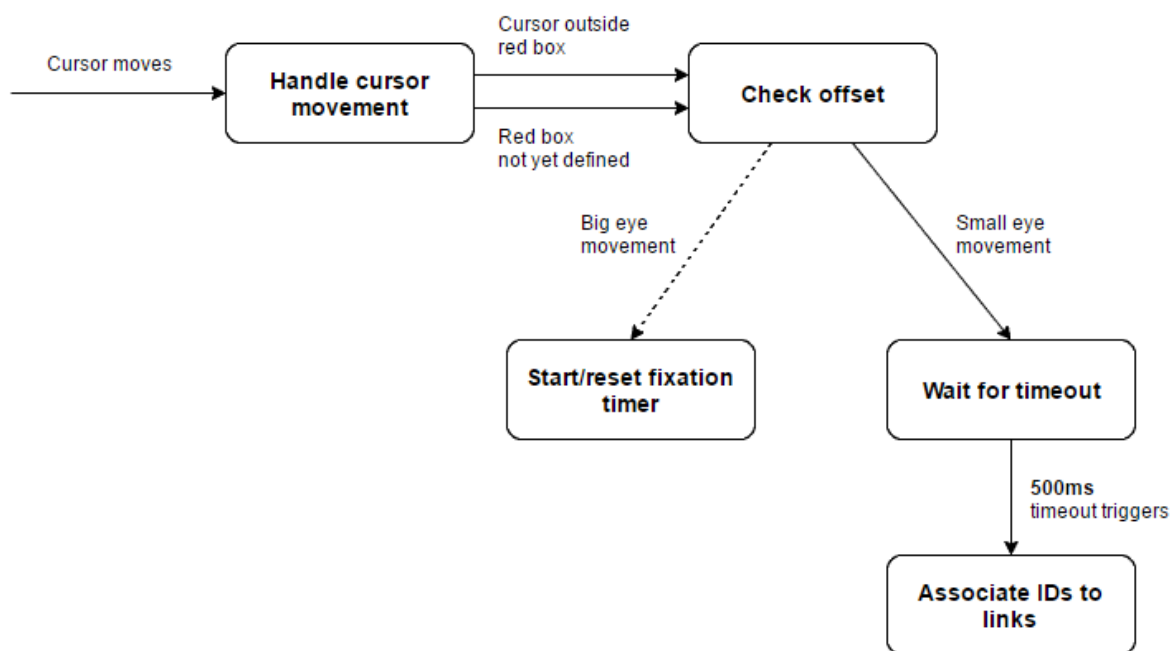 Cursor moves
Handle cursor
movement
Cursor outside
red box
Red box
not yet defined
Check offset
Big eye
movement
Small eye
movement
Start/reset fixation
timer
Wait for timeout
500ms
timeout triggers
Associate IDs to
links